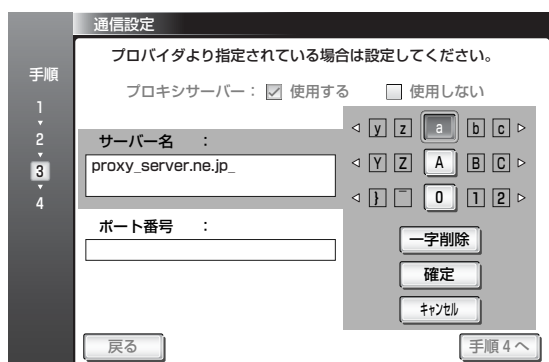 通信設定
プロバイダより指定されている場合は設定してください。
手順
1
2
3
4
プロキシサーバー： 使用する 使用しない
サーバー名 ：
proxy_server.ne.jp_
ポート番号 ：
y z a b c
Y Z A B C
} ¯ 0 1 2
一字削除
確定
ｷｬﾝｾﾙ
戻る
手順4へ